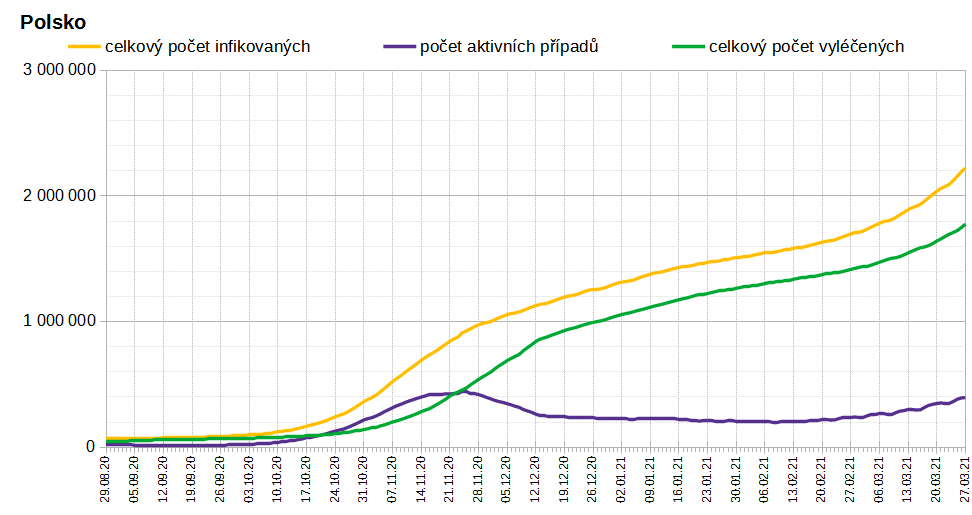 Polsko
celkový počet infikovaných počet aktivních případů celkový počet vyléčených
3 000 000
2 000 000
1 000 000
0
29.08.20 05.09.20 12.09.20 19.09.20 26.09.20 03.10.20 10.10.20 17.10.20 24.10.20 31.10.20 07.11.20 14.11.20 21.11.20 28.11.20 05.12.20 12.12.20 19.12.20 26.12.20 02.01.21 09.01.21 16.01.21 23.01.21 30.01.21 06.02.21 13.02.21 20.02.21 27.02.21 06.03.21 13.03.21 20.03.21 27.03.21